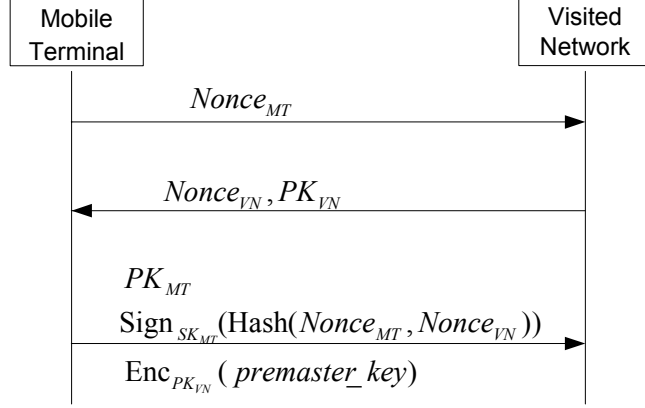 Mobile
Terminal
Visited
Network
Nonce_MT
Nonce_VN, PK_VN
PK_MT
Sign_SK_MT(Hash(Nonce_MT, Nonce_VN))
Enc_PK_VN( premaster_key)